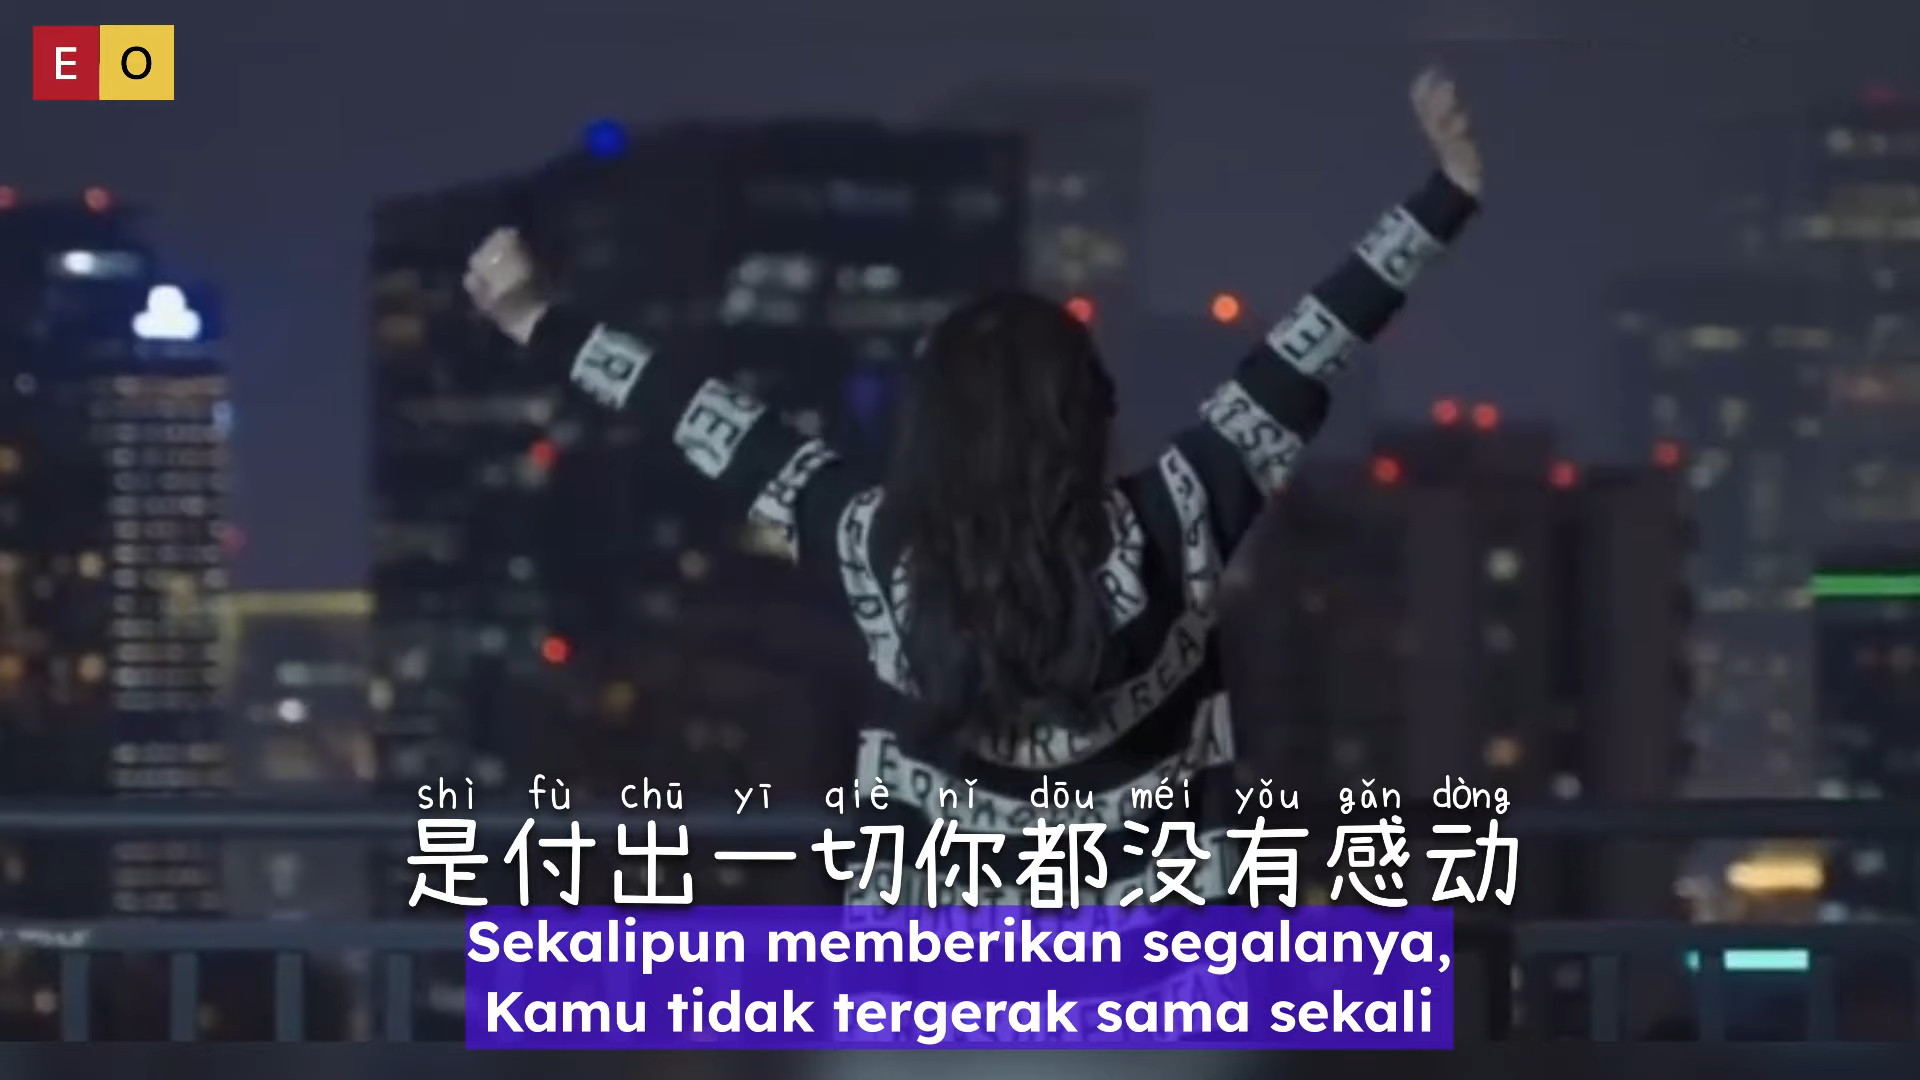 E O
shì fù chū yī qiè nǐ dōu méi yǒu gǎn dòng
是付出一切你都没有感动
Sekalipun memberikan segalanya,
Kamu tidak tergerak sama sekali